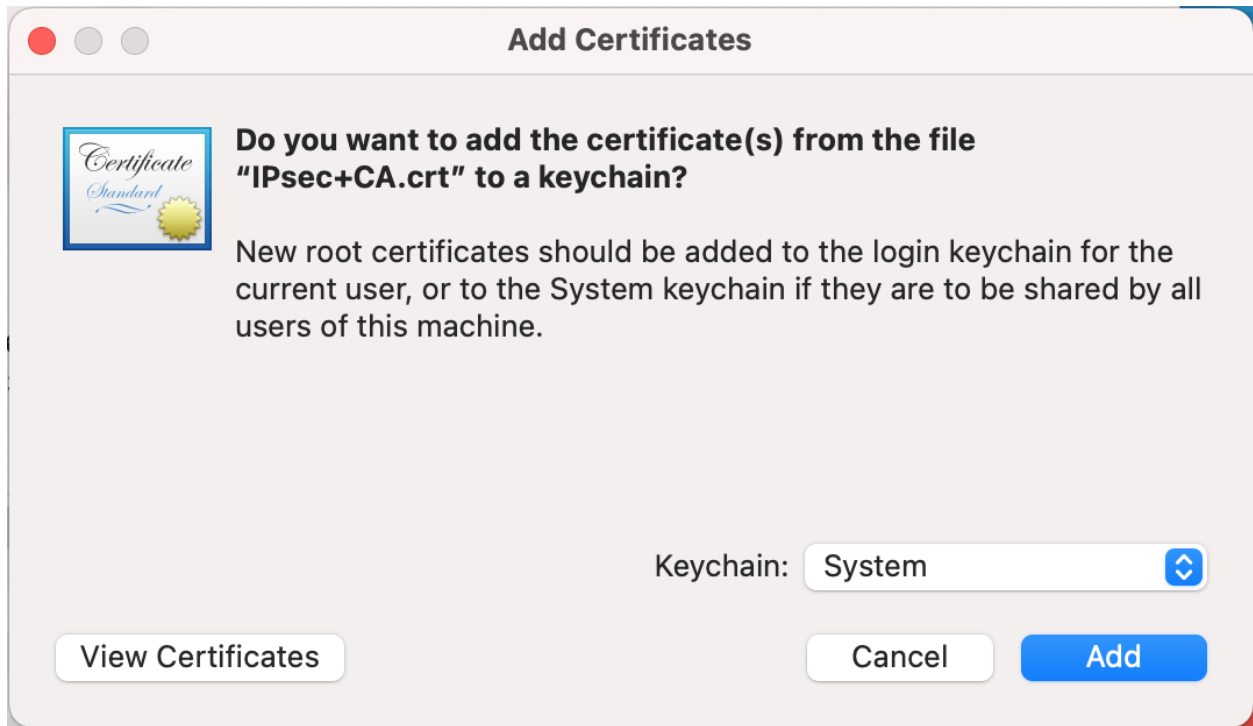 Add Certificates
Certificate
Standard
Do you want to add the certificate(s) from the file
“IPsec+CA.crt” to a keychain?
New root certificates should be added to the login keychain for the
current user, or to the System keychain if they are to be shared by all
users of this machine.
Keychain: System
View Certificates Cancel Add